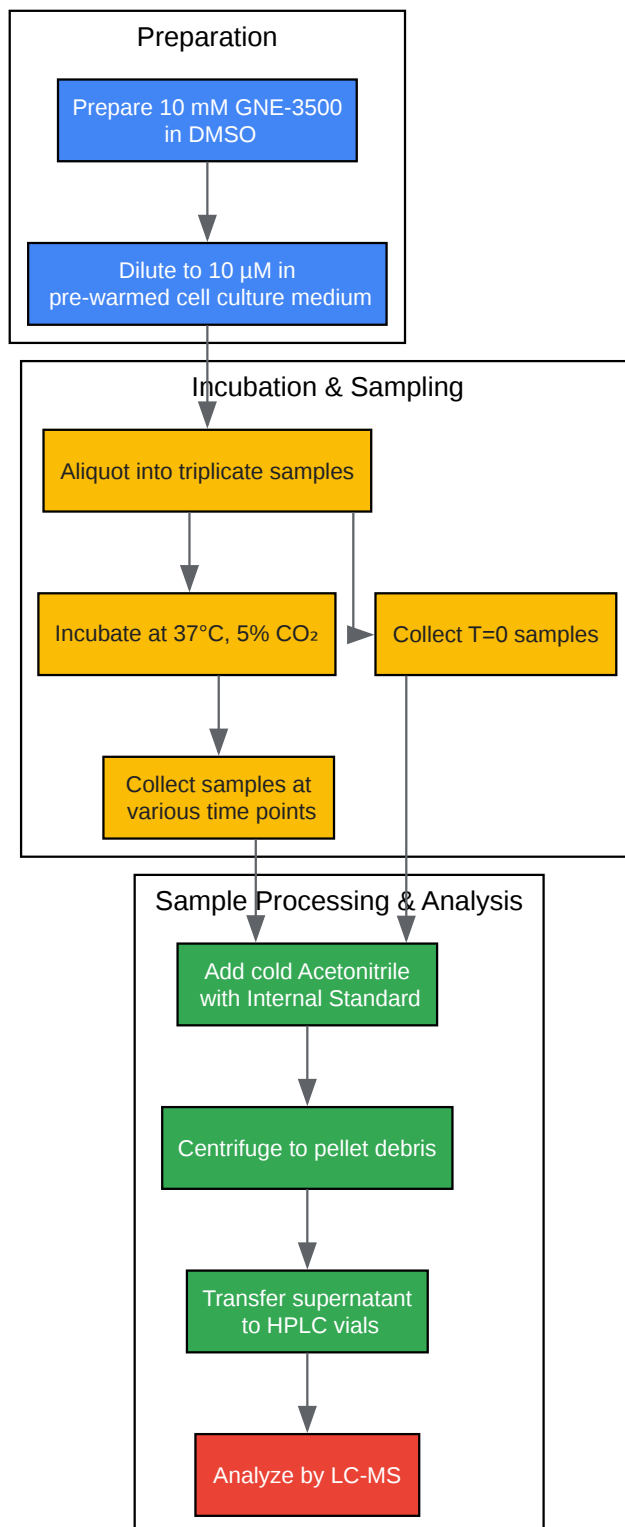 Preparation
Prepare 10 mM GNE-3500
in DMSO
Dilute to 10 µM in
pre-warmed cell culture medium
Incubation & Sampling
Aliquot into triplicate samples
Incubate at 37°C, 5% CO₂
Collect T=0 samples
Collect samples at
various time points
Sample Processing & Analysis
Add cold Acetonitrile
with Internal Standard
Centrifuge to pellet debris
Transfer supernatant
to HPLC vials
Analyze by LC-MS